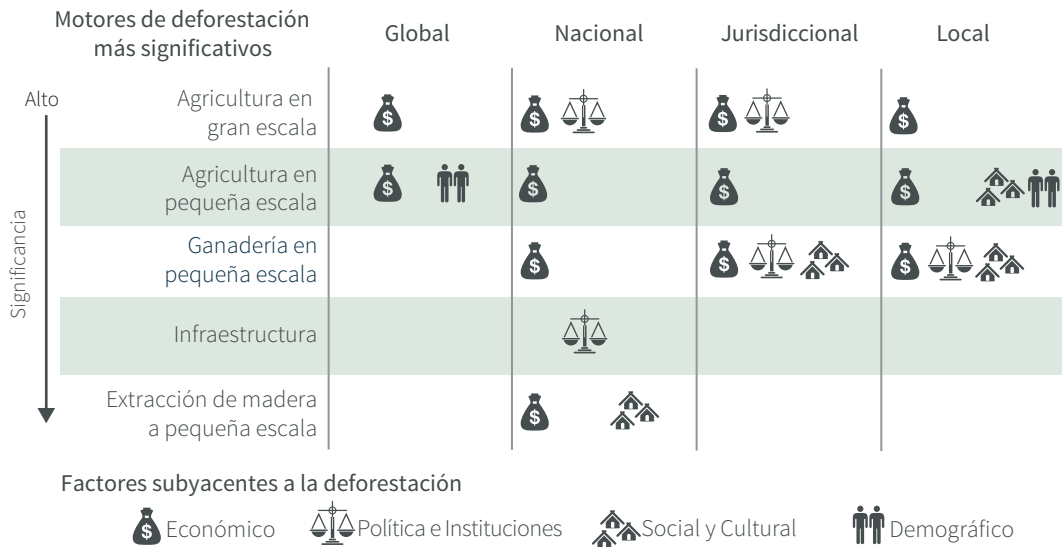 Motores de deforestación
más significativos
Global
Nacional
Jurisdiccional
Local
Alto
Significancia
Agricultura en
gran escala
Agricultura en
pequeña escala
Ganadería en
pequeña escala
Infraestructura
Extracción de madera
a pequeña escala
Factores subyacentes a la deforestación
Económico
Política e Instituciones
Social y Cultural
Demográfico